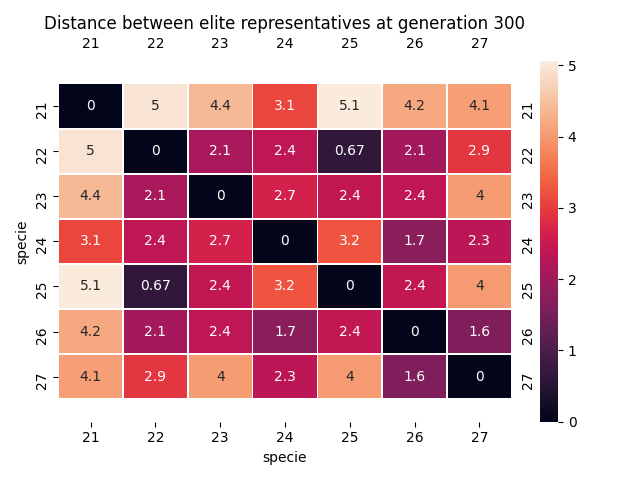 Distance between elite representatives at generation 300
21 22 23 24 25 26 27
21 0 5 4.4 3.1 5.1 4.2 4.1 21
22 5 0 2.1 2.4 0.67 2.1 2.9 22
23 4.4 2.1 0 2.7 2.4 2.4 4 23
24 3.1 2.4 2.7 0 3.2 1.7 2.3 24
25 5.1 0.67 2.4 3.2 0 2.4 4 25
26 4.2 2.1 2.4 1.7 2.4 0 1.6 26
27 4.1 2.9 4 2.3 4 1.6 0 27
21 22 23 24 25 26 27
specie
specie
5
4
3
2
1
0